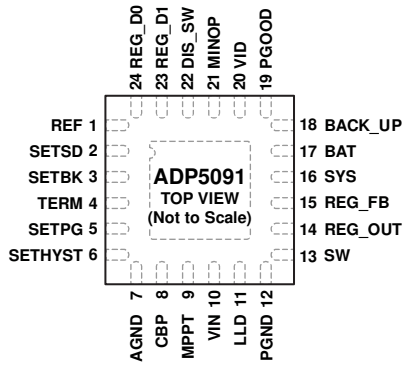 24 REG_D0
23 REG_D1
22 DIS_SW
21 MINOP
20 VID
19 PGOOD
REF 1
SETSD 2
SETBK 3
TERM 4
SETPG 5
SETHYST 6
ADP5091
TOP VIEW
(Not to Scale)
18 BACK_UP
17 BAT
16 SYS
15 REG_FB
14 REG_OUT
13 SW
AGND 7
CBP 8
MPPT 9
VIN 10
LLD 11
PGND 12